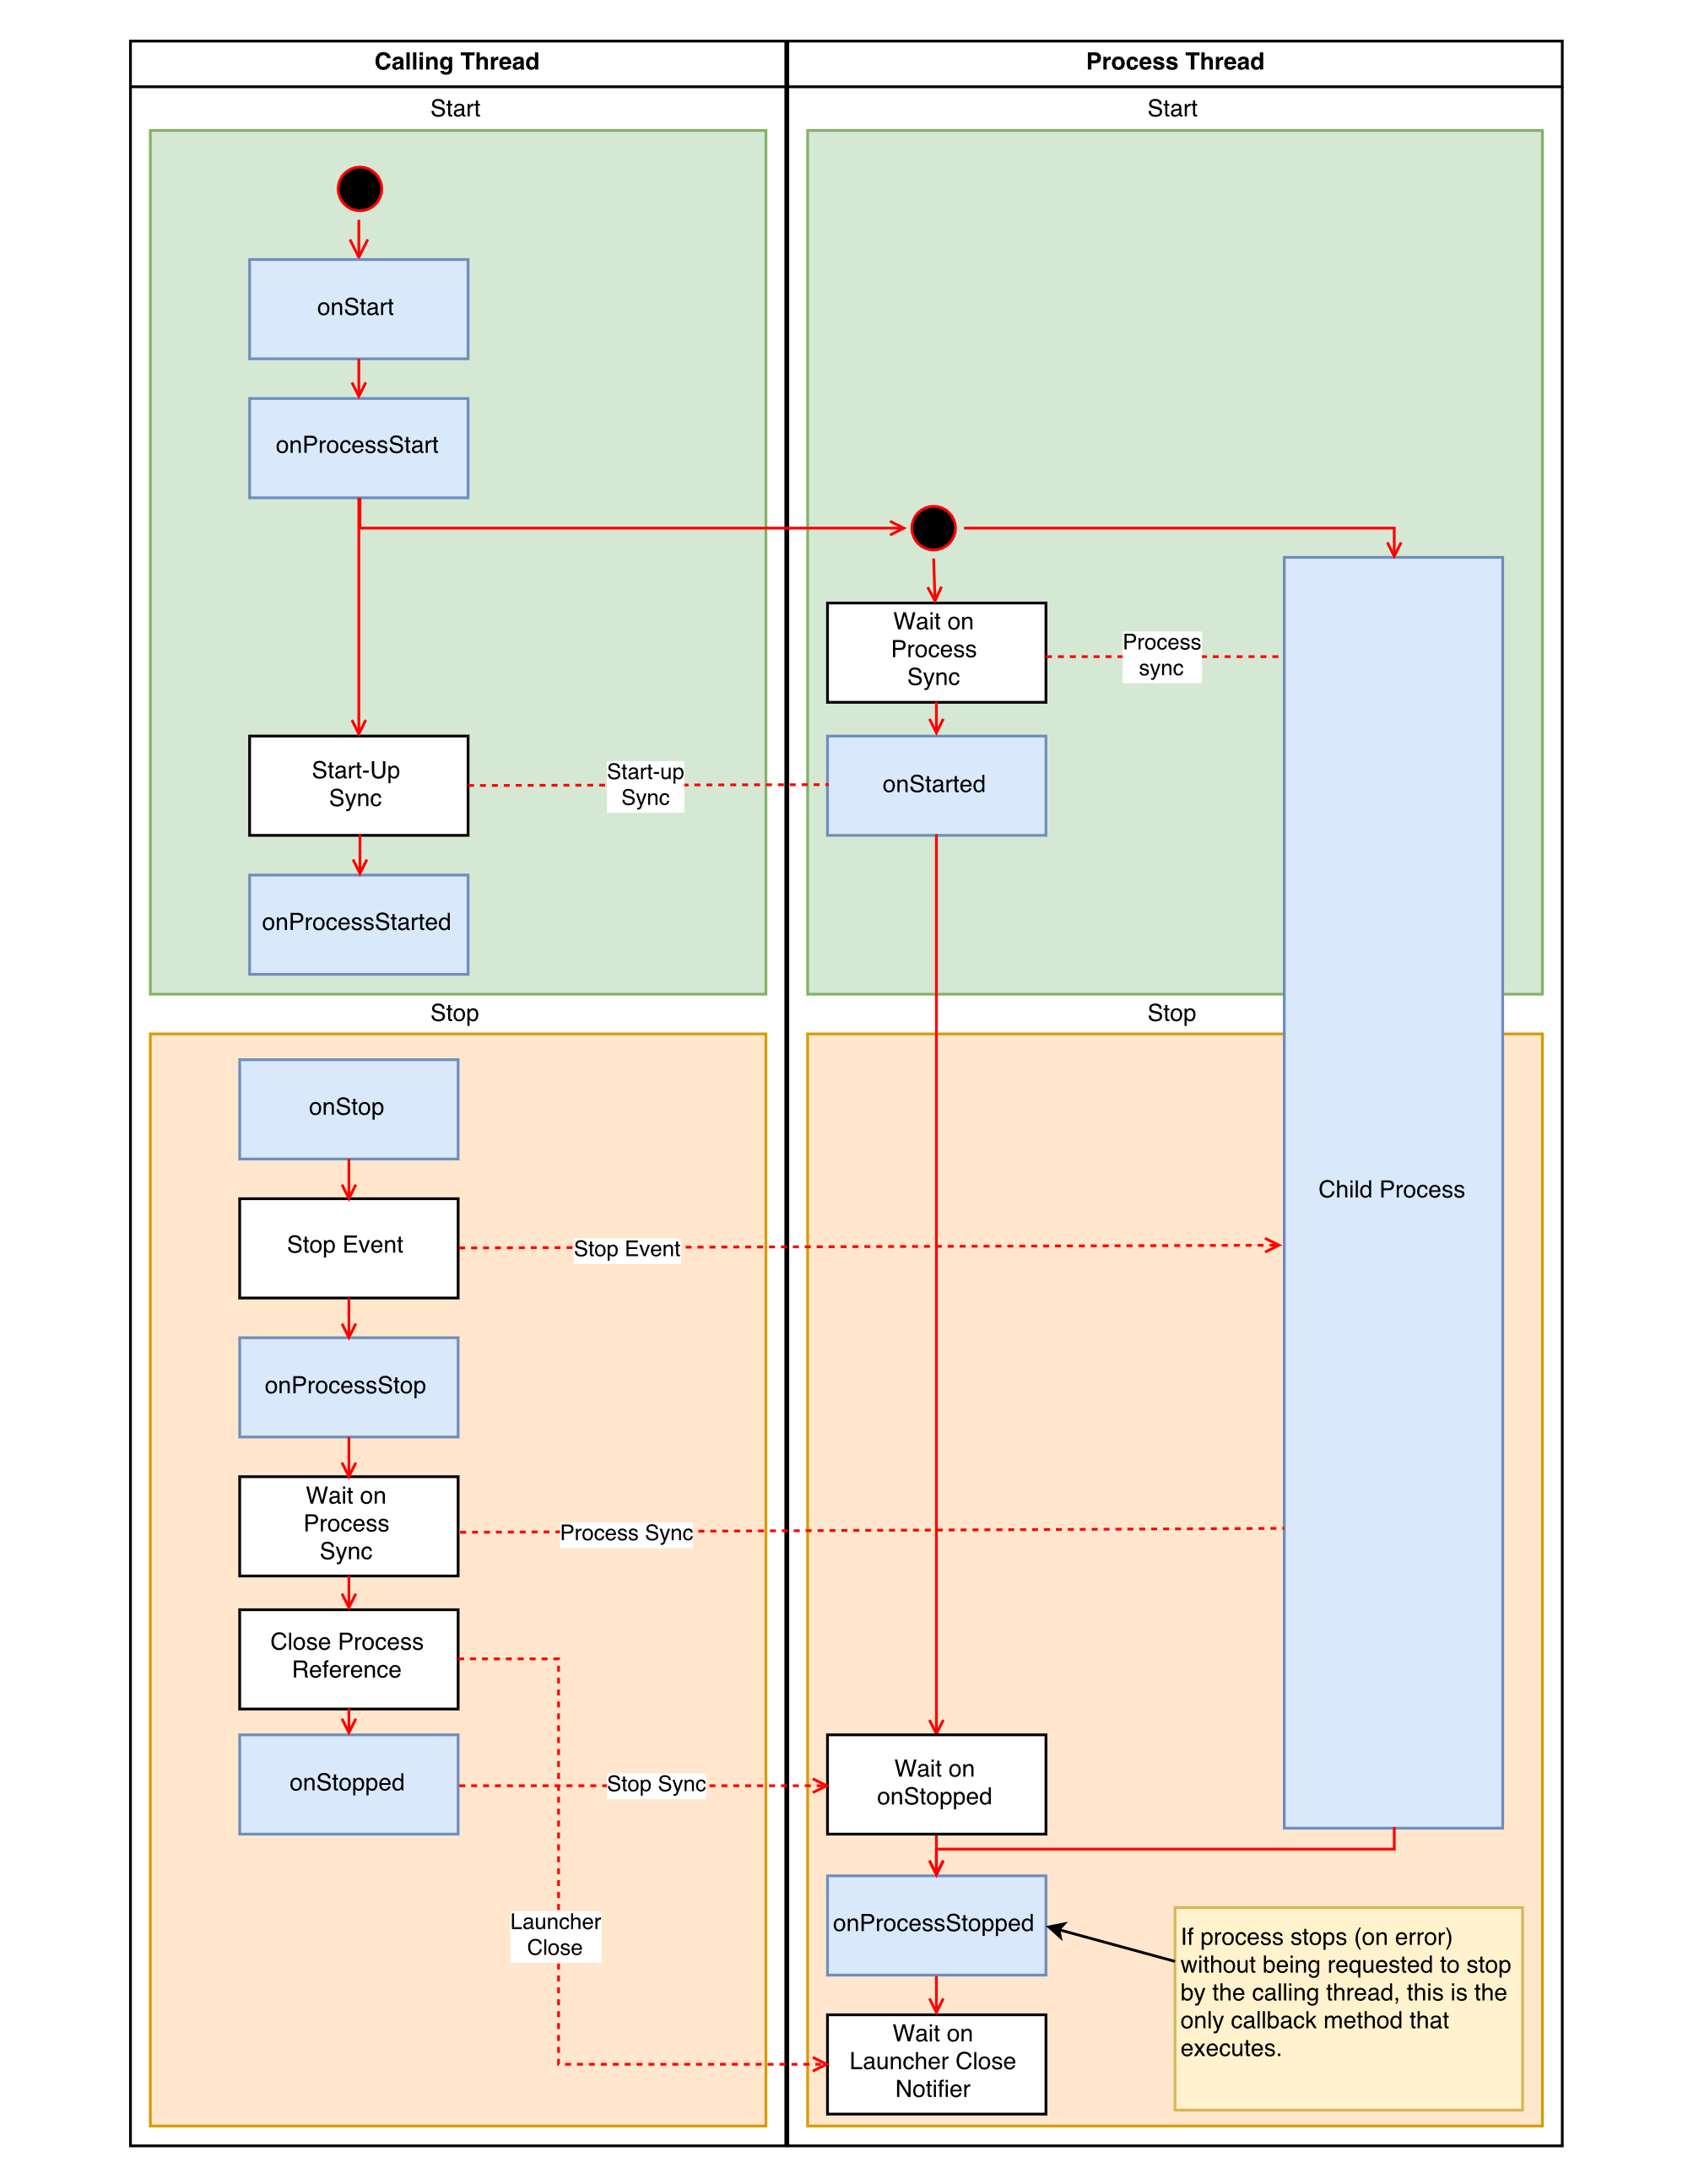 Calling Thread
Process Thread
Start
Start
onStart
onProcessStart
Wait on
Process
Sync
Process
sync
Start-Up
Sync
Start-up
Sync
onStarted
onProcessStarted
Stop
Stop
onStop
Child Process
Stop Event
Stop Event
onProcessStop
Wait on
Process
Sync
Process Sync
Close Process
Reference
onStopped
Stop Sync
Wait on
onStopped
Launcher
Close
onProcessStopped
If process stops (on error)
without being requested to stop
by the calling thread, this is the
only callback method that
executes.
Wait on
Launcher Close
Notifier